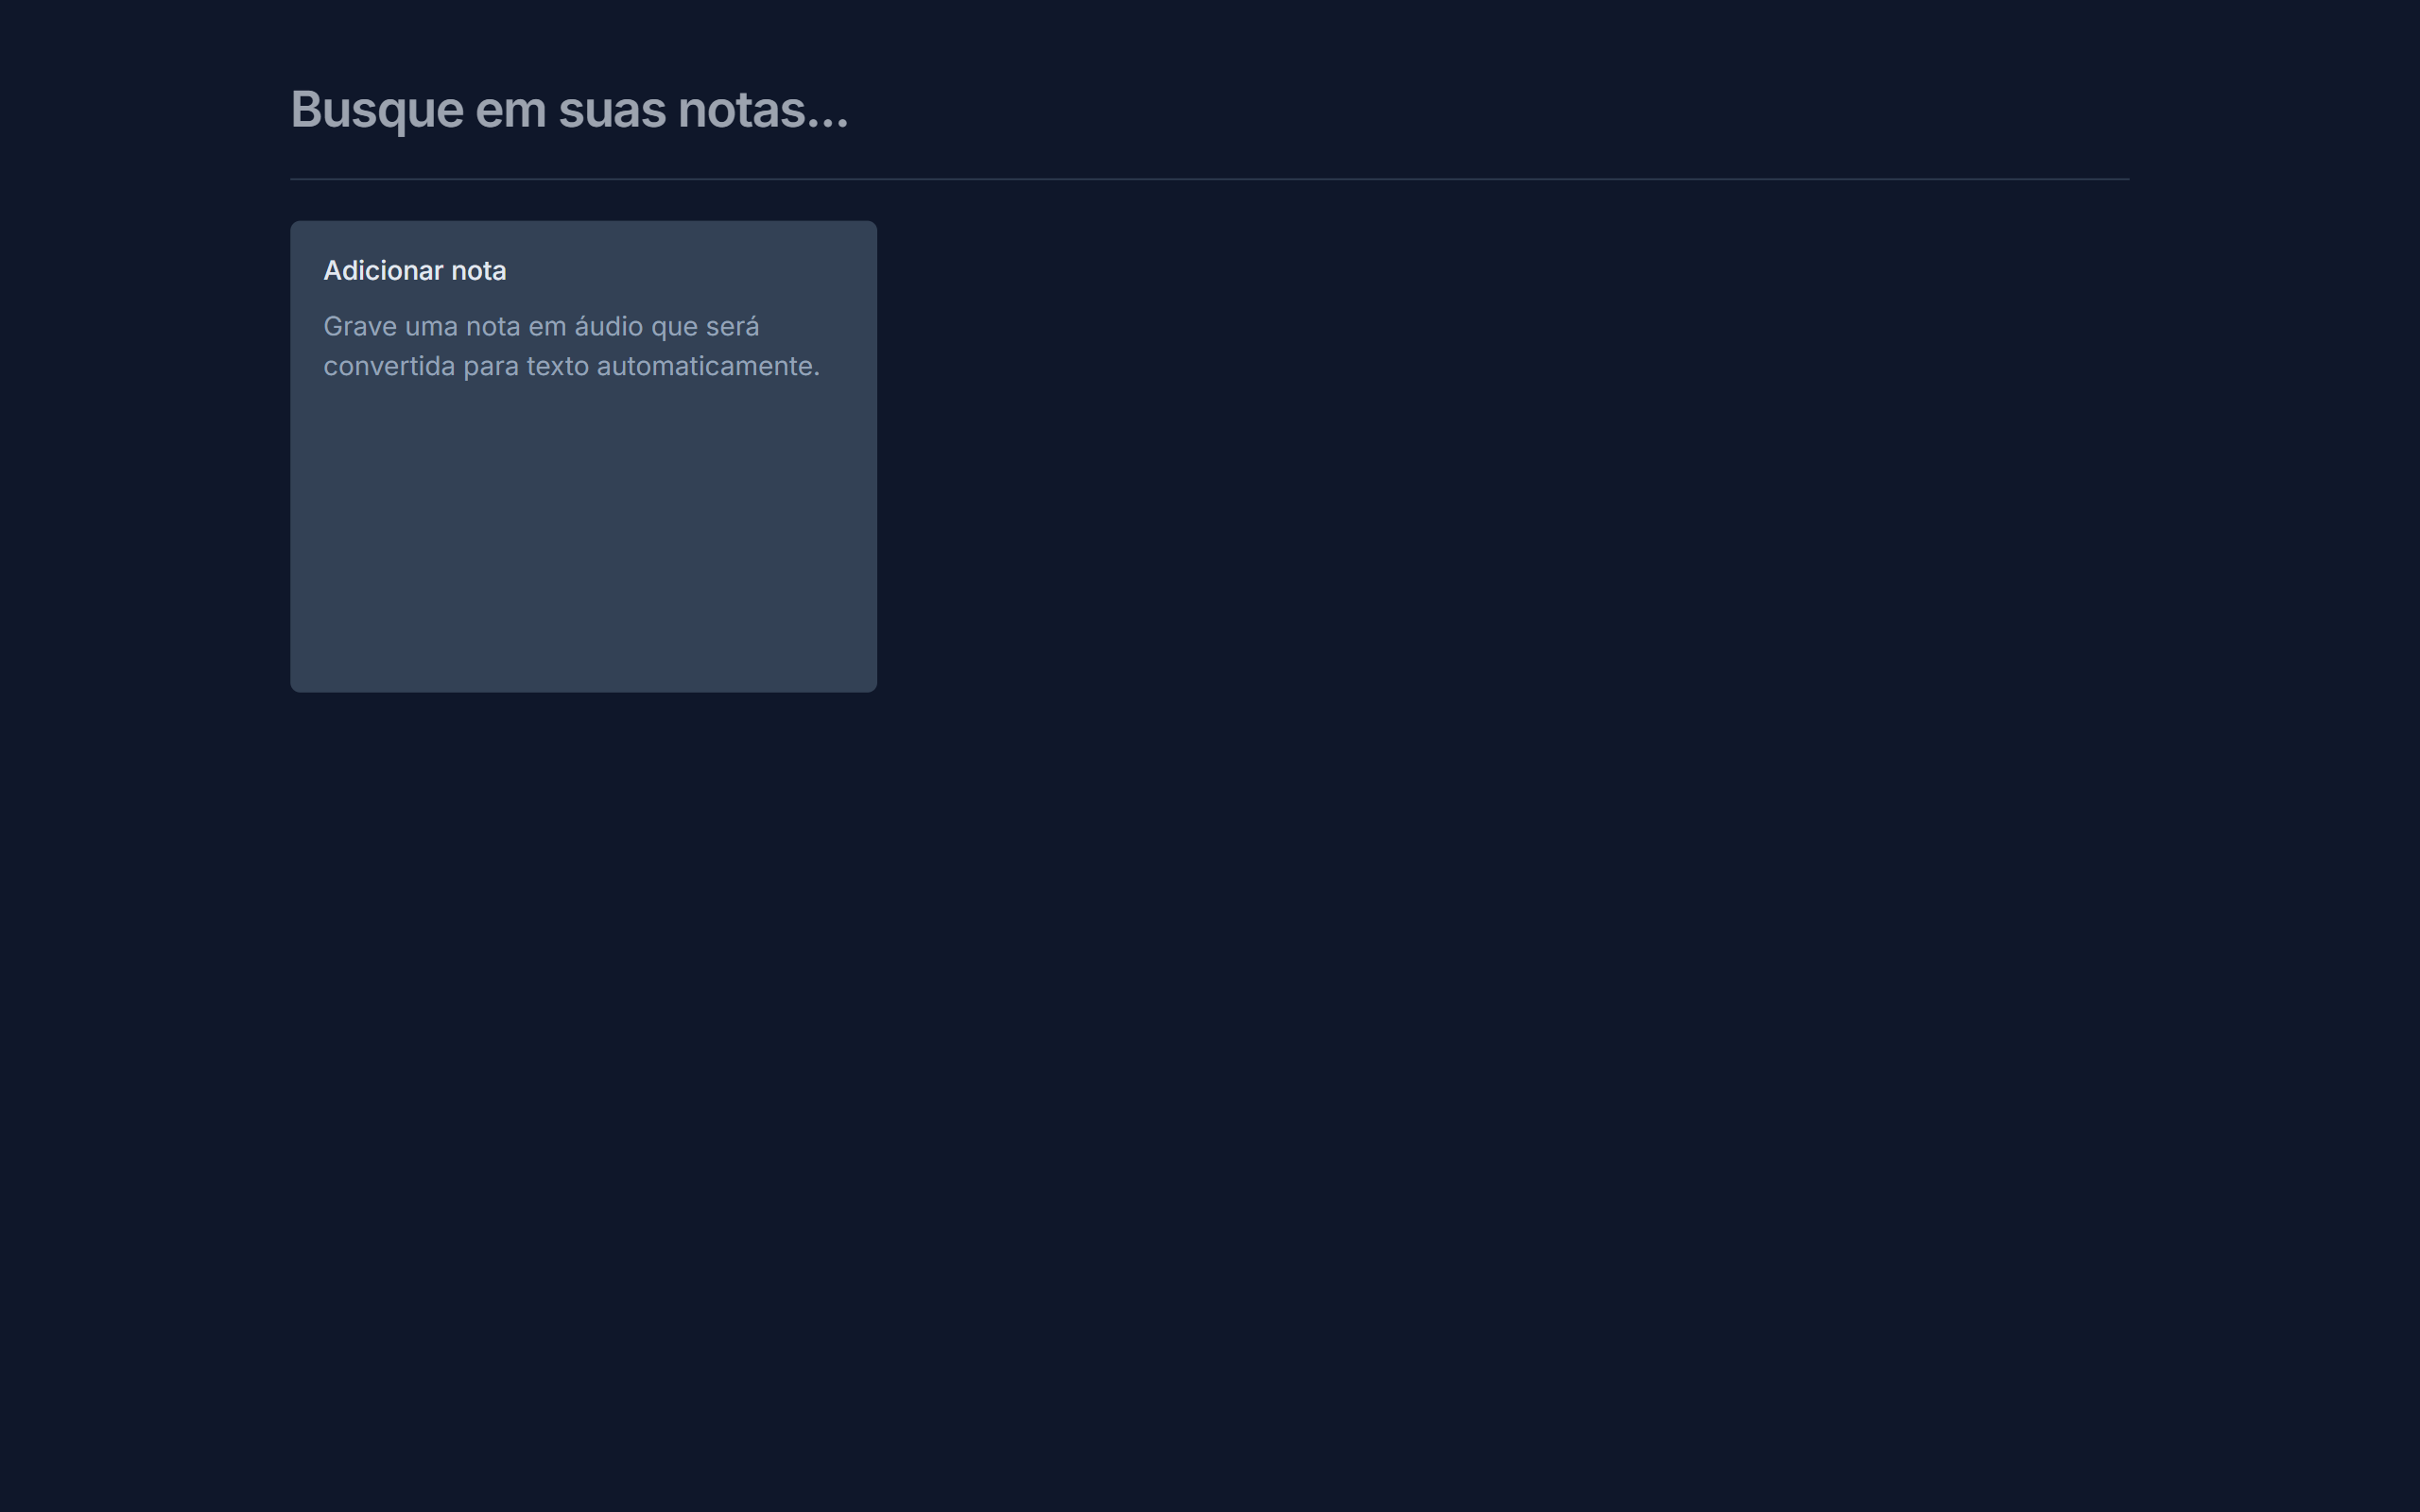 Busque em suas notas...
Adicionar nota
Grave uma nota em áudio que será
convertida para texto automaticamente.